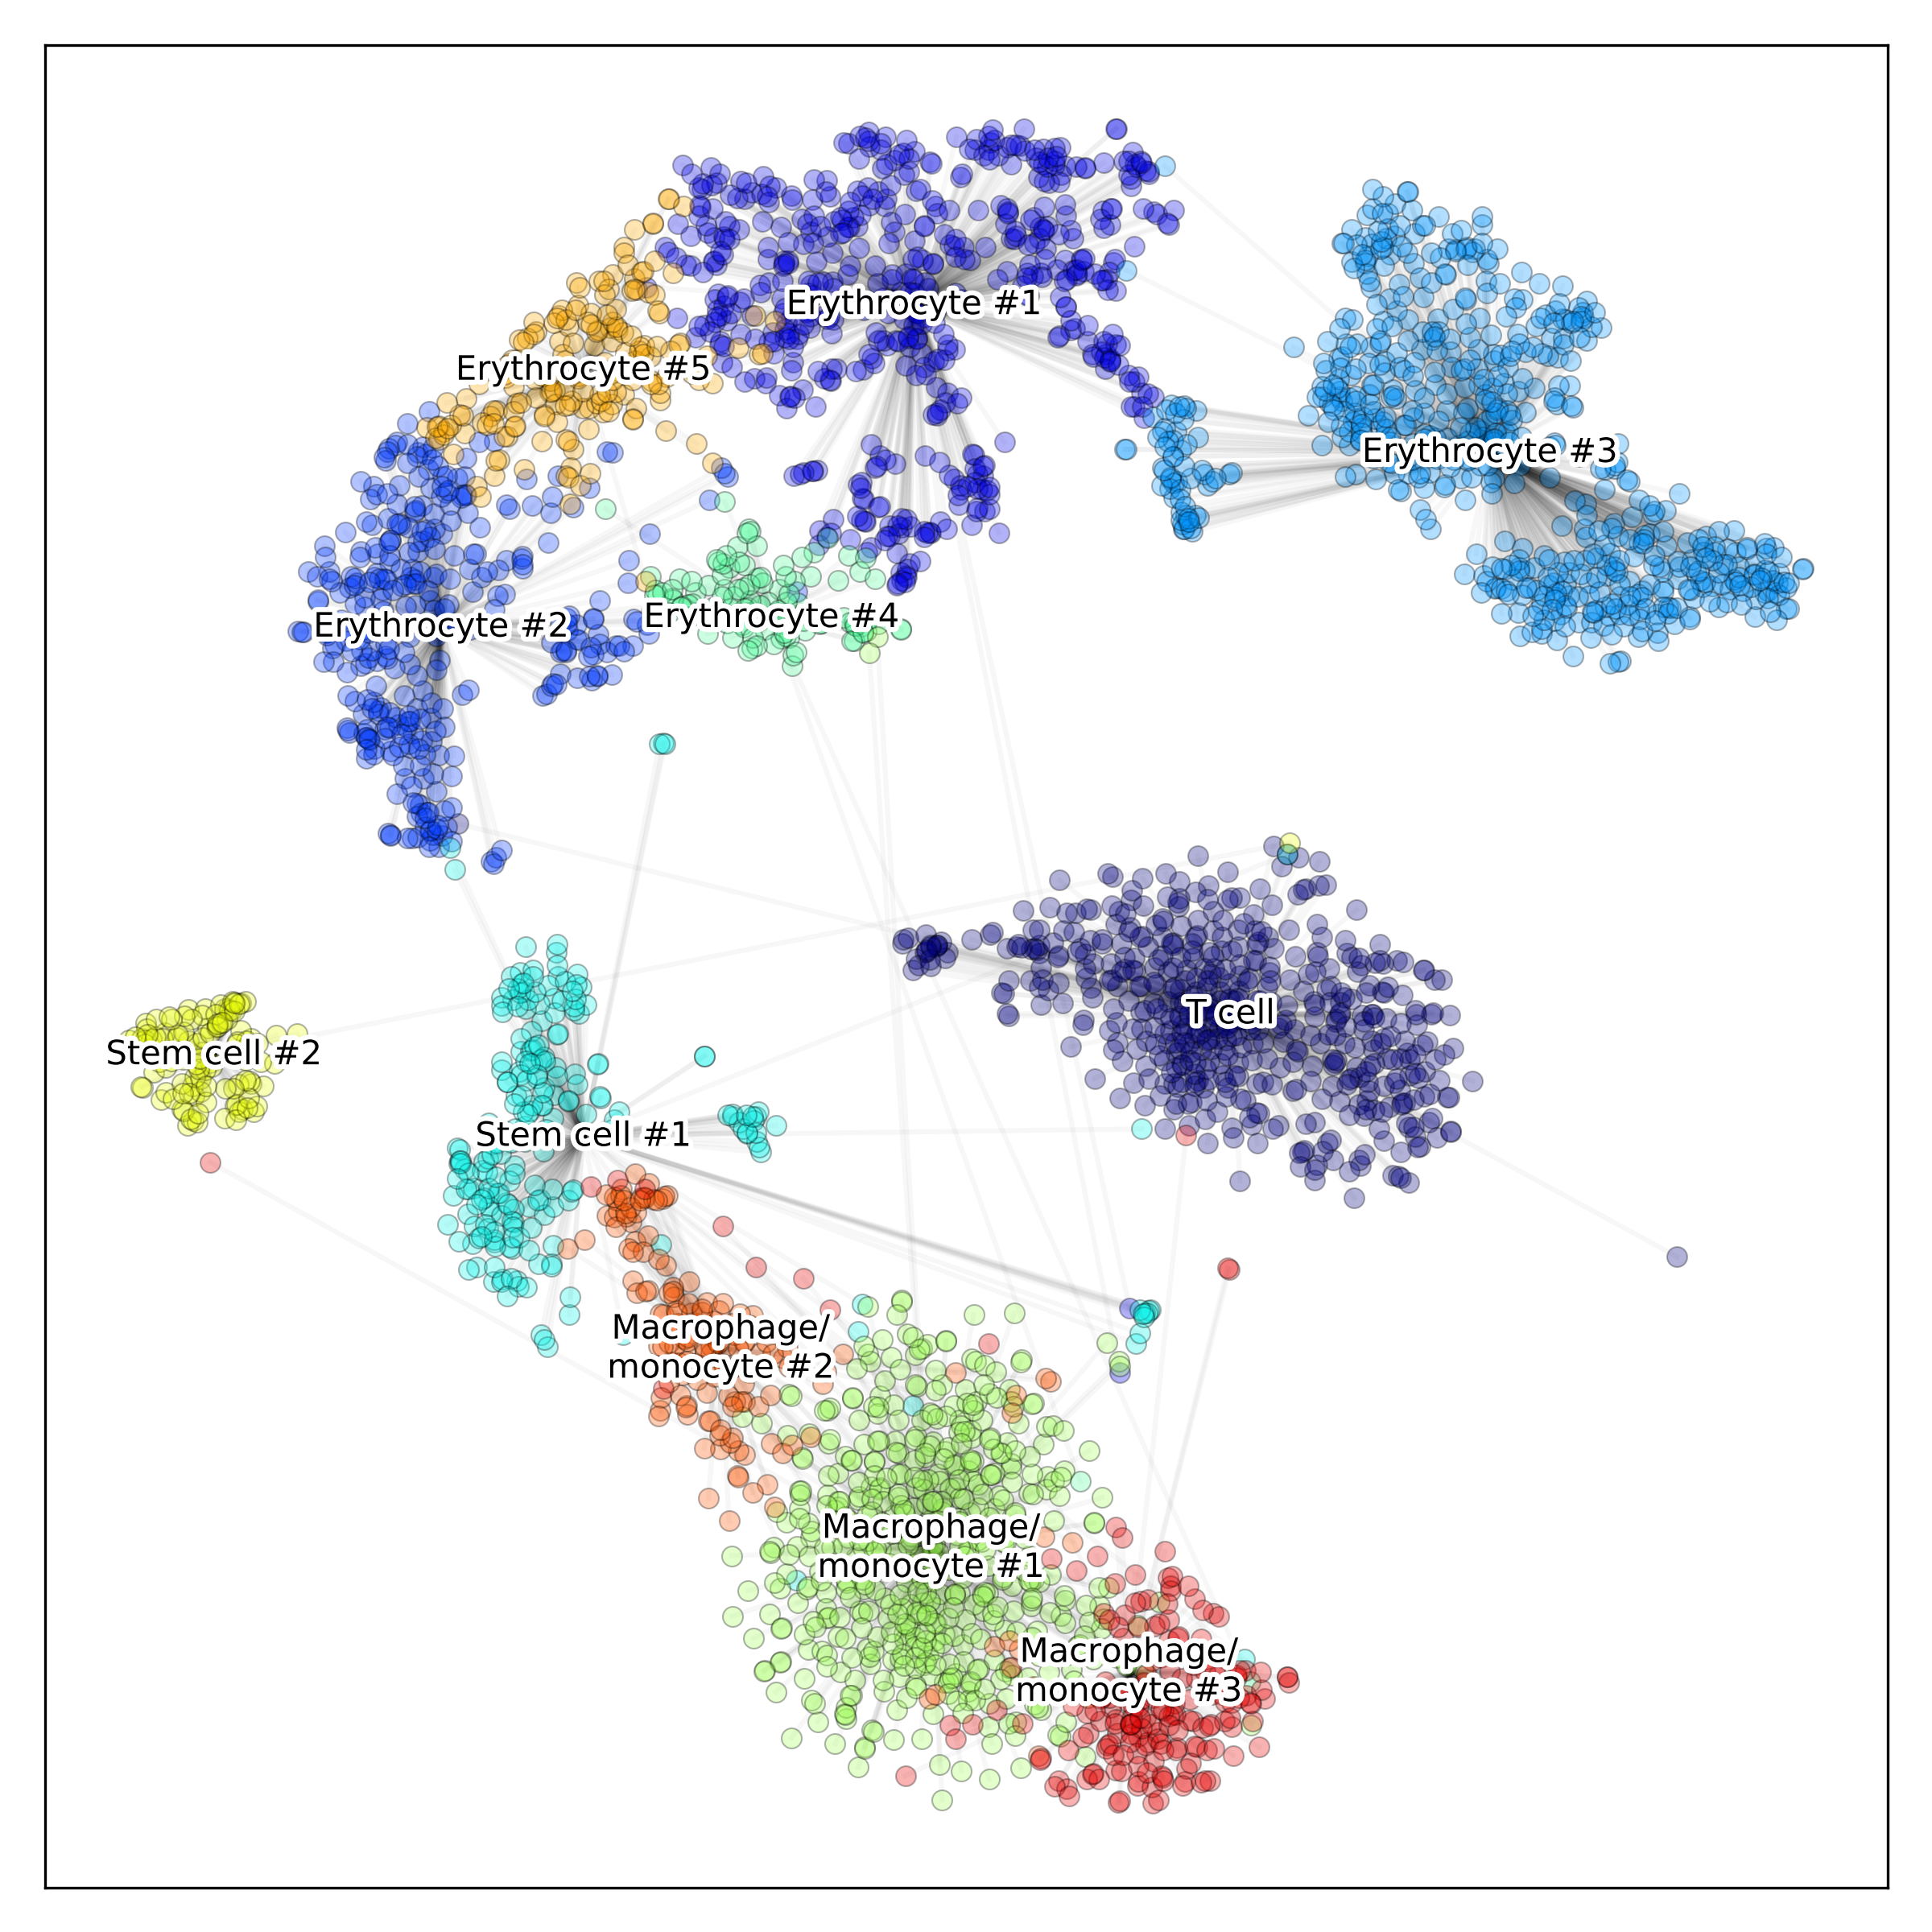 Erythrocyte #1
Erythrocyte #5
Erythrocyte #3
Erythrocyte #4
Erythrocyte #2
T cell
Stem cell #2
Stem cell #1
Macrophage/
monocyte #2
Macrophage/
monocyte #1
Macrophage/
monocyte #3